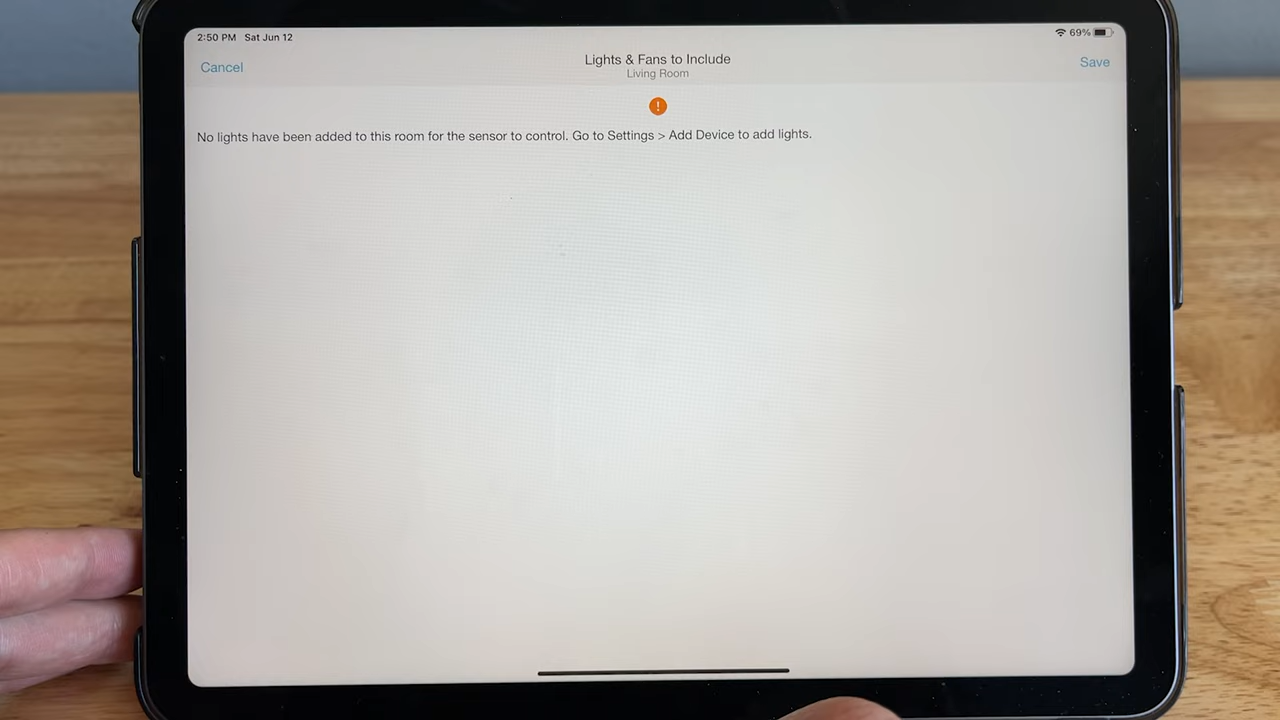 2:50 PM Sat Jun 12
69%
Cancel
Lights & Fans to Include
Save
Living Room
!
No lights have been added to this room for the sensor to control. Go to Settings > Add Device to add lights.